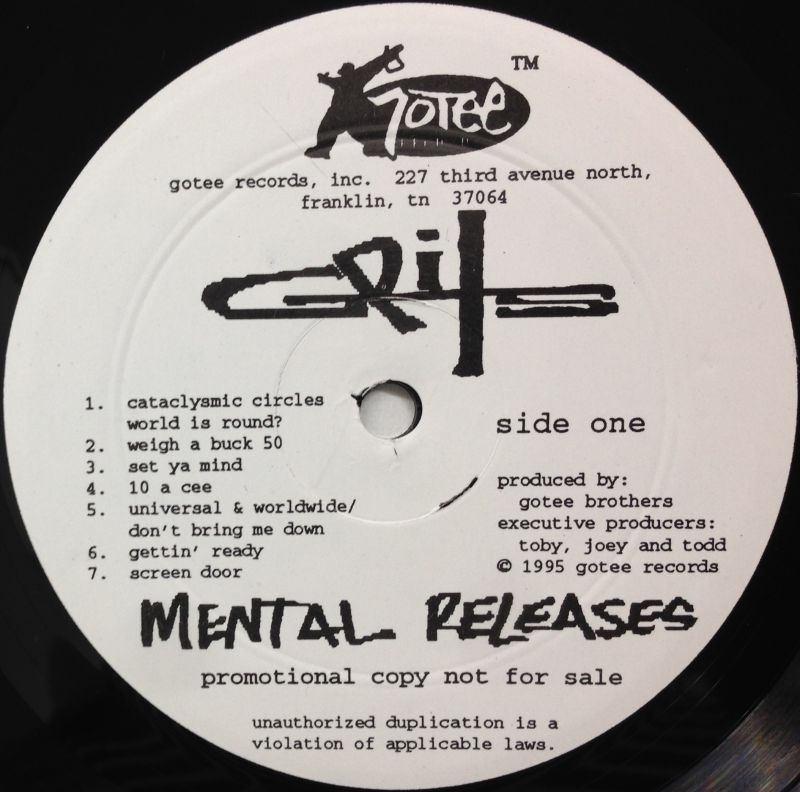 Gotee TM
gotee records, inc. 227 third avenue north,
franklin, tn 37064
GRiTS
1. cataclysmic circles
world is round?
2. weigh a buck 50
3. set ya mind
4. 10 a cee
5. universal & worldwide/
don't bring me down
6. gettin' ready
7. screen door
side one
produced by:
gotee brothers
executive producers:
toby, joey and todd
© 1995 gotee records
MENTAL RELEASES
promotional copy not for sale
unauthorized duplication is a
violation of applicable laws.